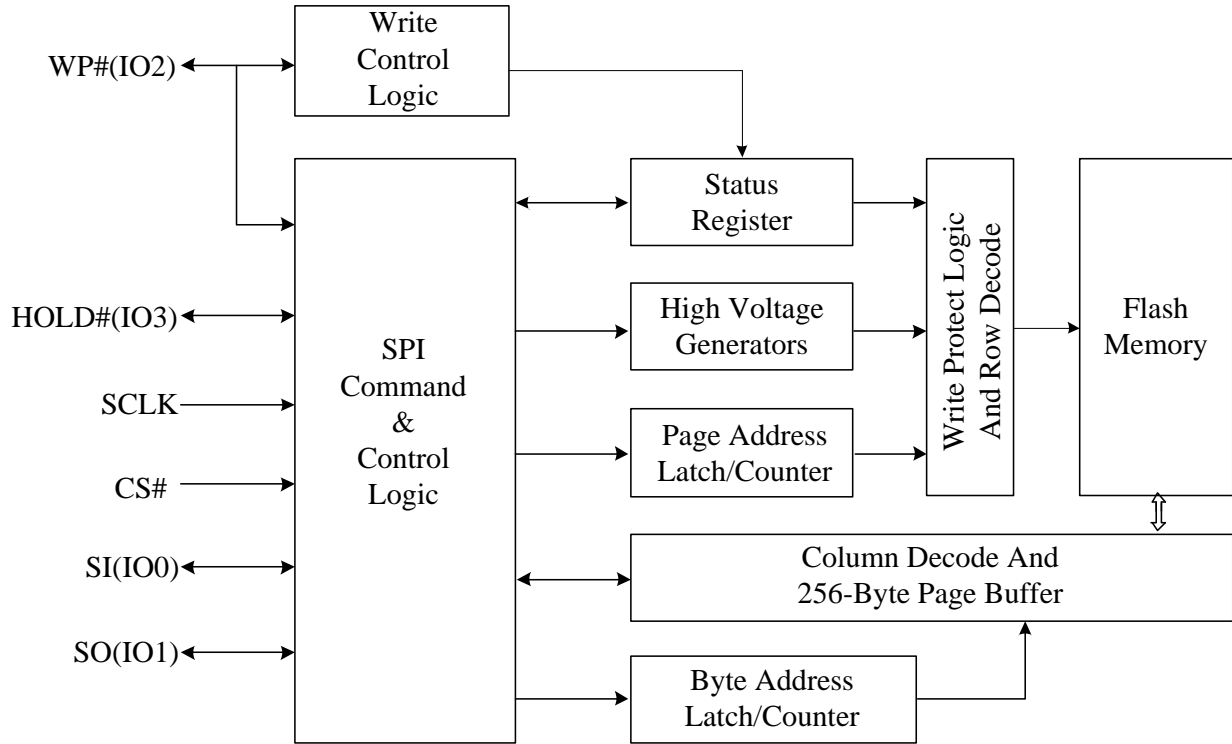 Write
Control
Logic
WP#(IO2)
HOLD#(IO3)
SCLK
CS#
SI(IO0)
SO(IO1)
SPI
Command
&
Control
Logic
Status
Register
High Voltage
Generators
Page Address
Latch/Counter
Write Protect Logic
And Row Decode
Flash
Memory
Column Decode And
256-Byte Page Buffer
Byte Address
Latch/Counter